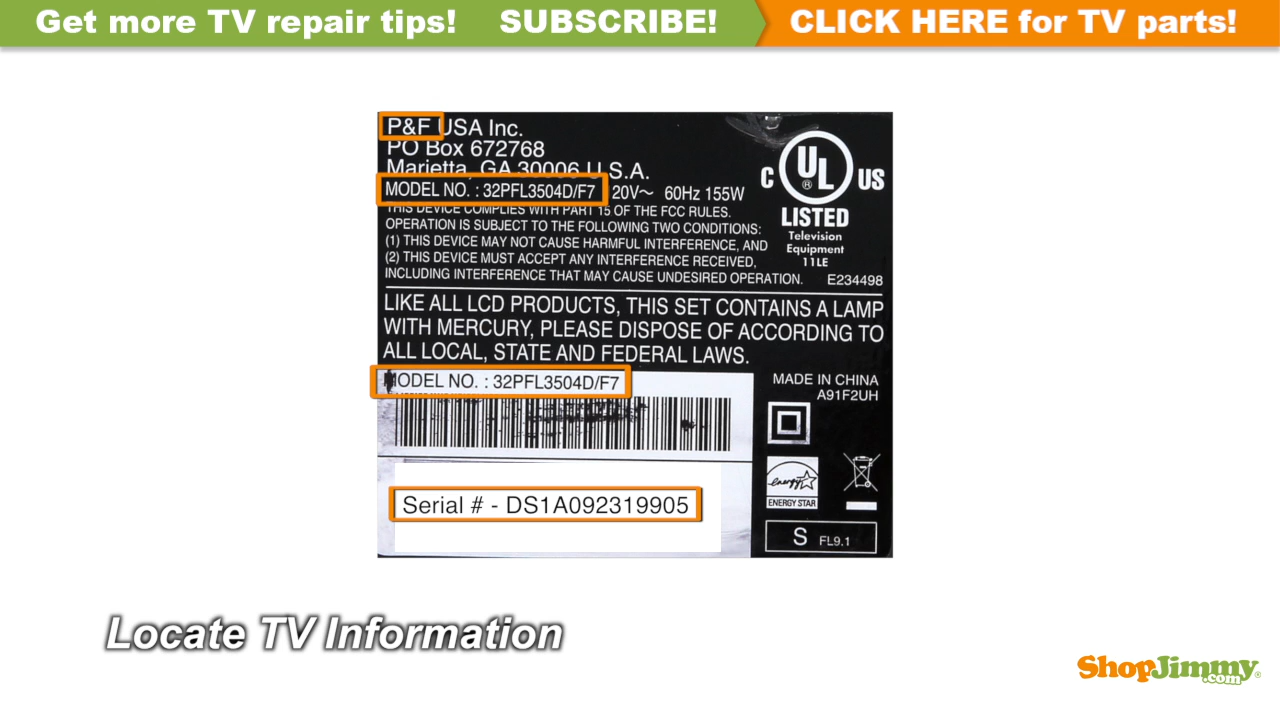 Get more TV repair tips! SUBSCRIBE! CLICK HERE for TV parts!
P&F USA Inc.
PO Box 672768
Marietta, GA 30006 U.S.A.
MODEL NO. : 32PFL3504D/F7 20V~ 60Hz 155W
THIS DEVICE COMPLIES WITH PART 15 OF THE FCC RULES.
OPERATION IS SUBJECT TO THE FOLLOWING TWO CONDITIONS:
(1) THIS DEVICE MAY NOT CAUSE HARMFUL INTERFERENCE, AND
(2) THIS DEVICE MUST ACCEPT ANY INTERFERENCE RECEIVED,
INCLUDING INTERFERENCE THAT MAY CAUSE UNDESIRED OPERATION.
C UL ® US
LISTED
Television
Equipment
11LE
E234498
LIKE ALL LCD PRODUCTS, THIS SET CONTAINS A LAMP
WITH MERCURY, PLEASE DISPOSE OF ACCORDING TO
ALL LOCAL, STATE AND FEDERAL LAWS.
MODEL NO. : 32PFL3504D/F7
MADE IN CHINA
A91F2UH
Serial # - DS1A092319905
energy
ENERGY STAR
S FL9.1
Locate TV Information
ShopJimmy.com®